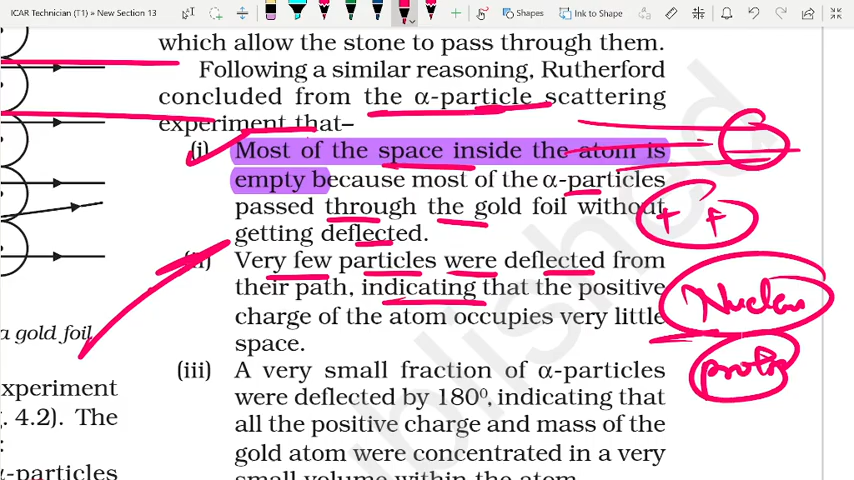 ICAR Technician (T1) » New Section 13
Shapes
Ink to Shape
which allow the stone to pass through them.
Following a similar reasoning, Rutherford
concluded from the α-particle scattering
experiment that–
(i) Most of the space inside the atom is
empty because most of the α-particles
passed through the gold foil without
getting deflected.
+ +
(ii) Very few particles were deflected from
their path, indicating that the positive
charge of the atom occupies very little
space.
a gold foil
(iii) A very small fraction of α-particles
were deflected by 180⁰, indicating that
all the positive charge and mass of the
gold atom were concentrated in a very
small volume within the atom.
experiment
. 4.2). The
:
α-particles